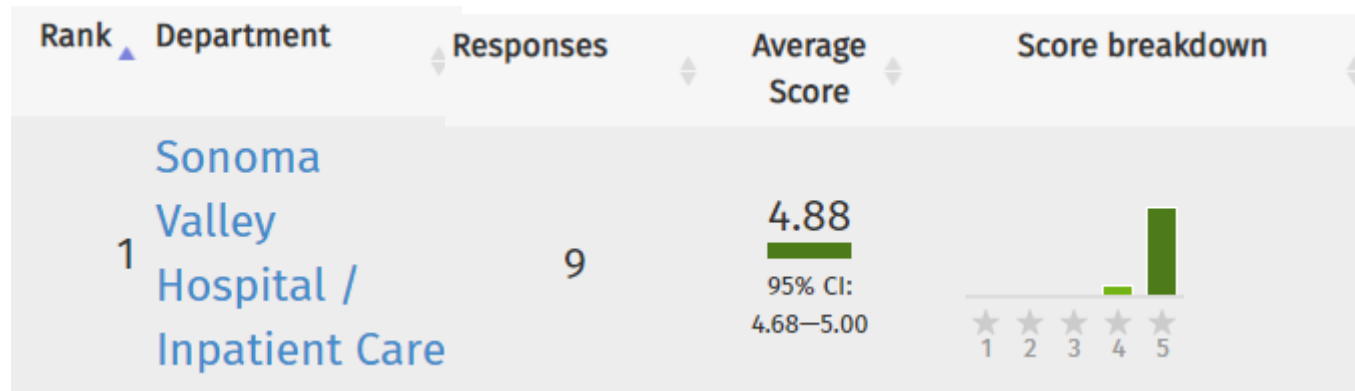 Rank Department Responses Average Score Score breakdown
1 Sonoma Valley Hospital / Inpatient Care 9 4.88 95% CI: 4.68—5.00 1 2 3 4 5